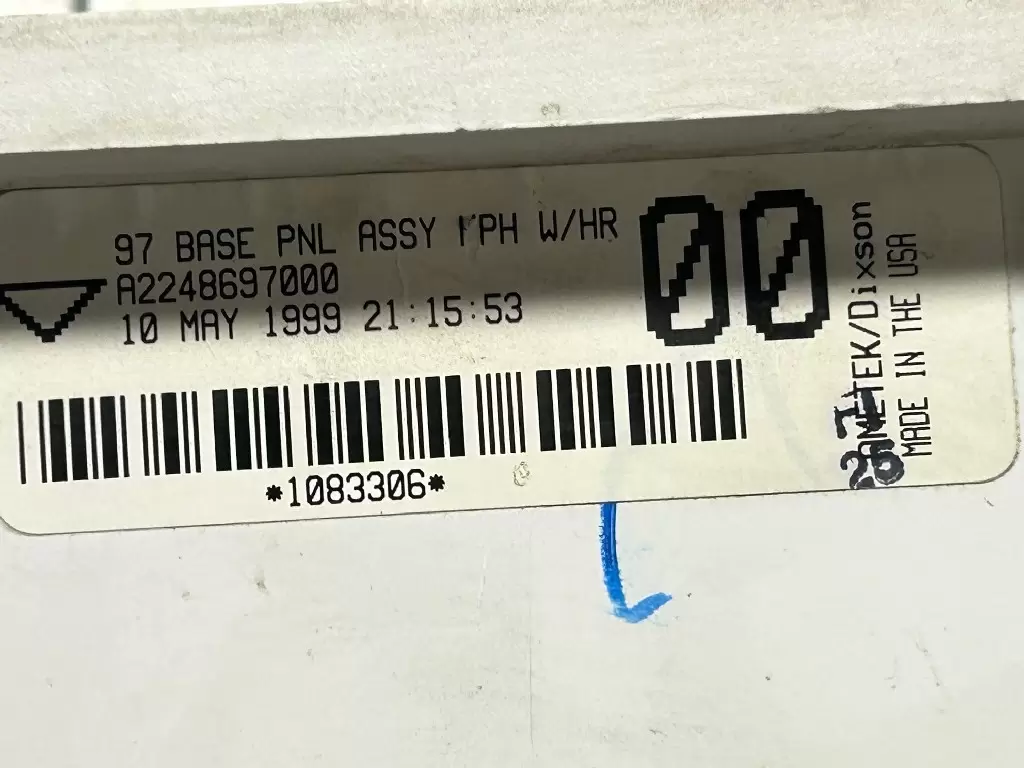 97 BASE PNL ASSY PH W/HR
A2248697000
10 MAY 1999 21:15:53
00
*1083306*
AMETEK/Dixson
MADE IN THE USA